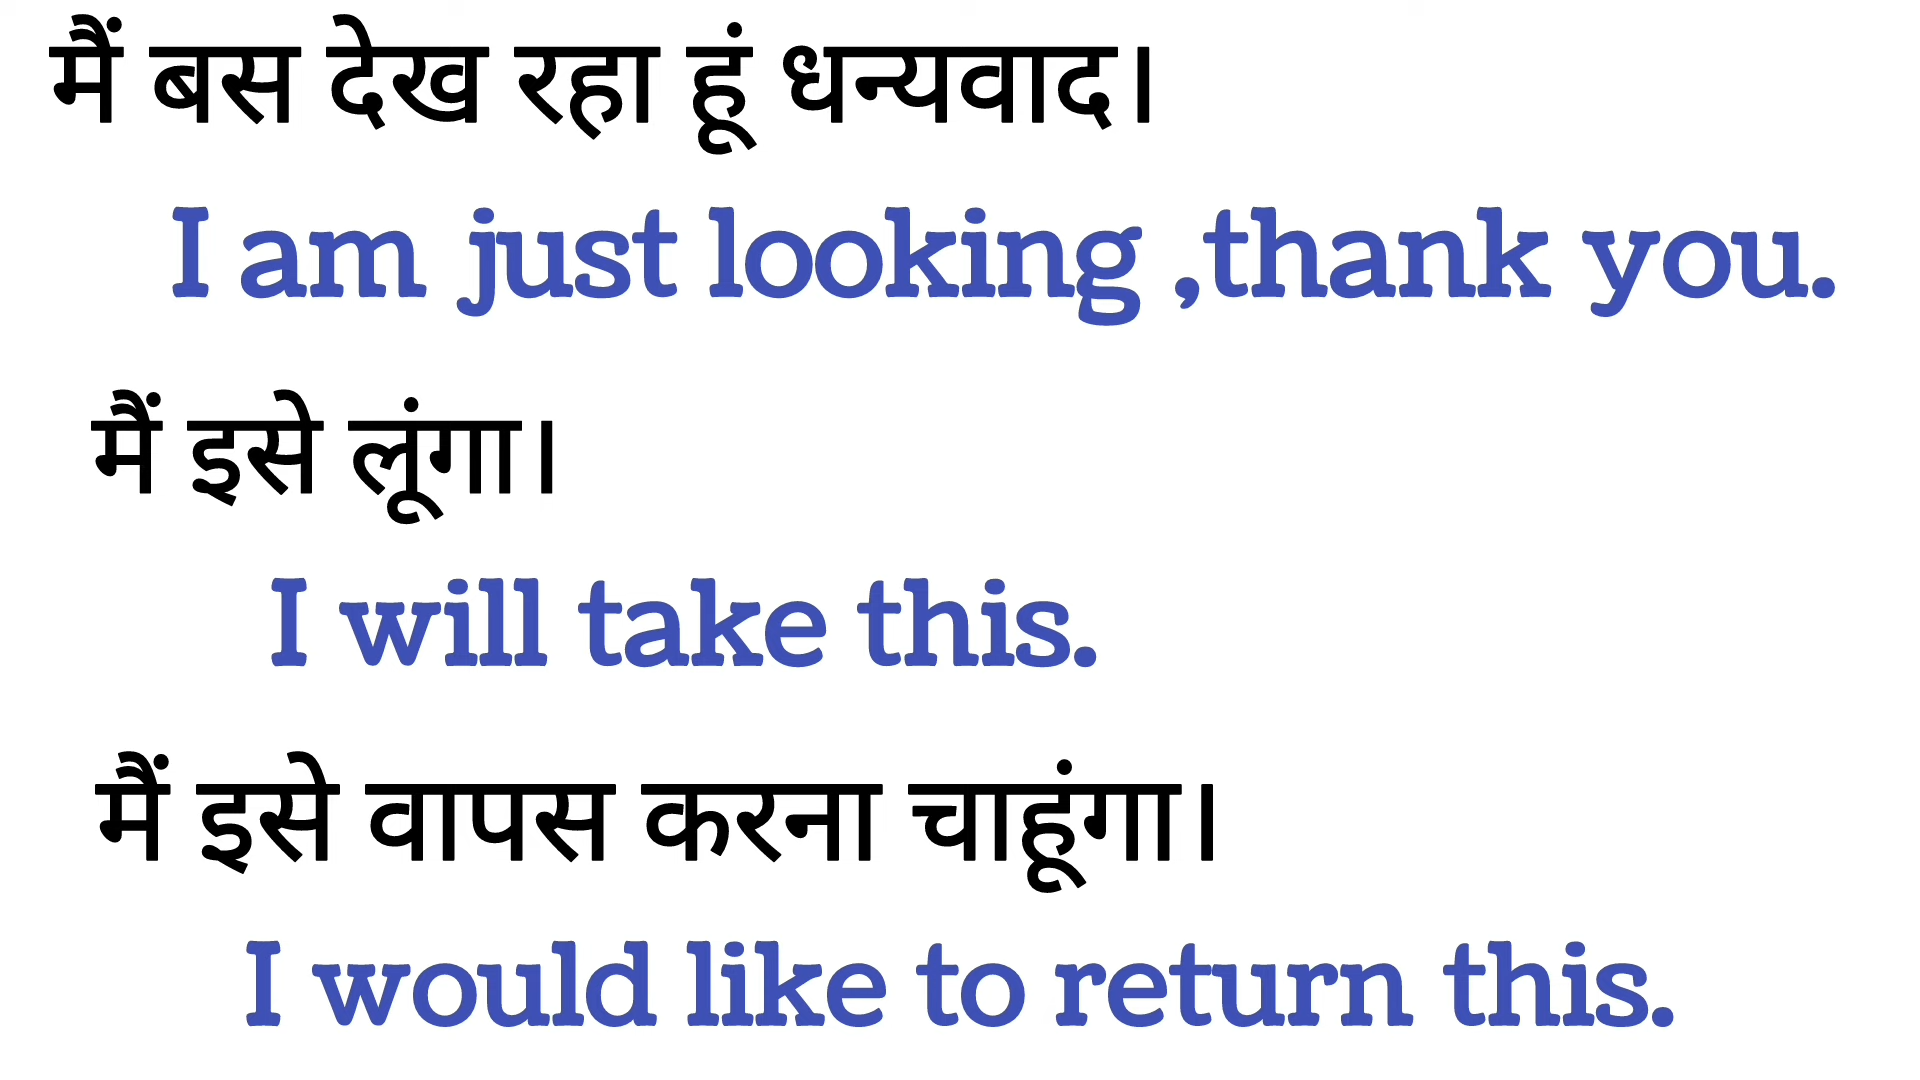 मैं बस देख रहा हूं धन्यवाद।
I am just looking ,thank you.
मैं इसे लूंगा।
I will take this.
मैं इसे वापस करना चाहूंगा।
I would like to return this.